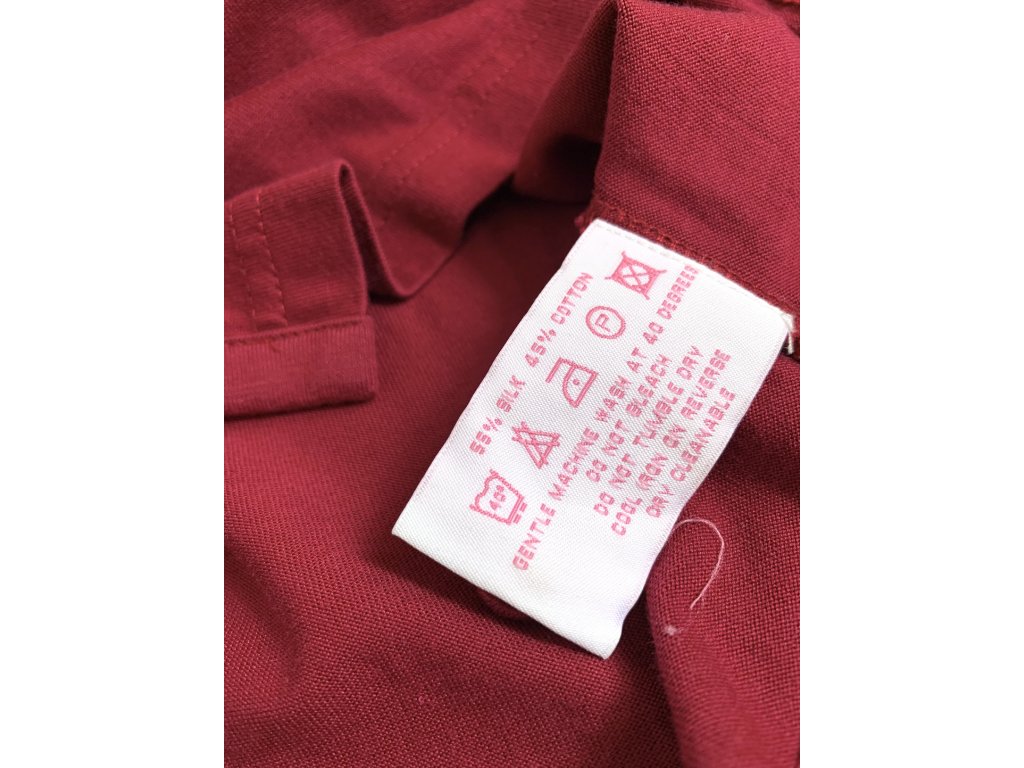 55% SILK 45% COTTON
40°
P
GENTLE MACHINE WASH AT 40 DEGREES
DO NOT BLEACH
DO NOT TUMBLE DRY
COOL IRON ON REVERSE
DRY CLEANABLE